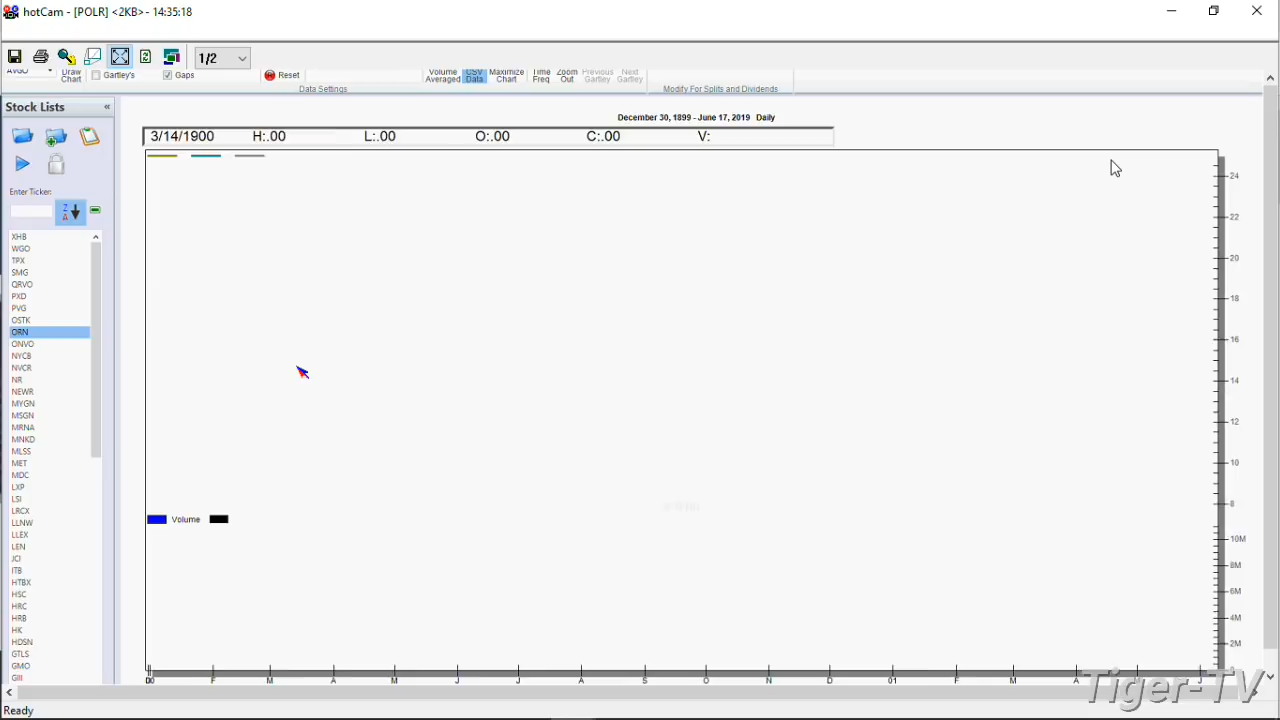 hotCam - [POLR] <2KB> - 14:35:18
1/2
AVGO
Draw Chart
Gartley's
Gaps
Reset
Volume Averaged
CSV Data
Maximize Chart
Time Freq
Zoom Out
Previous Gartley
Next Gartley
Data Settings
Modify For Splits and Dividends
Stock Lists
December 30, 1899 - June 17, 2019 Daily
3/14/1900 H:.00 L:.00 O:.00 C:.00 V:
Enter Ticker:
XHB
WGO
TPX
SMG
QRVO
PXD
PVG
OSTK
ORN
ONVO
NYCB
NVCR
NR
NEWR
MYGN
MSGN
MRNA
MNKD
MLSS
MET
MDC
LXP
LSI
LRCX
LLNW
LLEX
LEN
JCI
ITB
HTBX
HSC
HRC
HRB
HK
HDSN
GTLS
GMO
GIII
24
22
20
18
16
14
12
10
8
Volume
10M
8M
6M
4M
2M
00 F M A M J J A S O N D 01 F M A M J
Tiger-TV
Ready